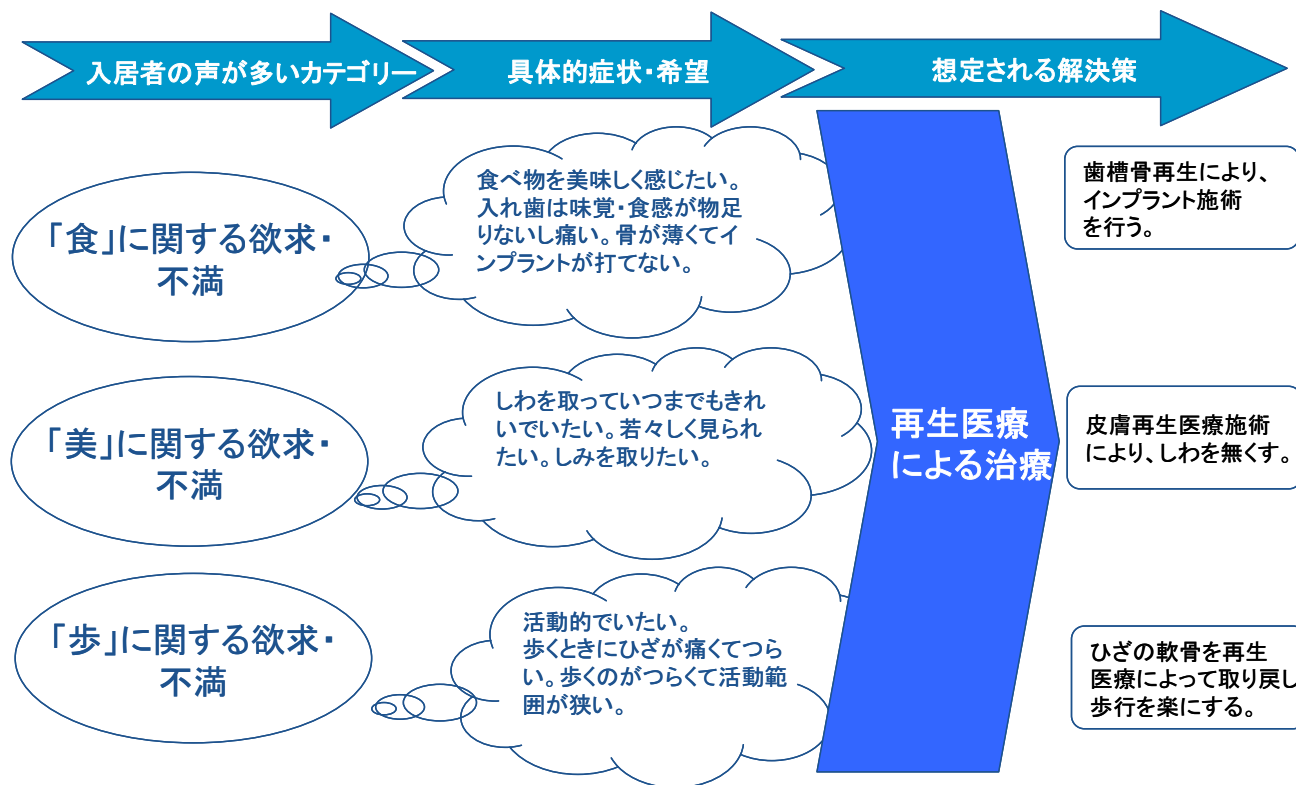 入居者の声が多いカテゴリー
具体的症状・希望
想定される解決策
「食」に関する欲求・
不満
食べ物を美味しく感じたい。
入れ歯は味覚・食感が物足
りないし痛い。骨が薄くてイ
ンプラントが打てない。
歯槽骨再生により、
インプラント施術
を行う。
「美」に関する欲求・
不満
しわを取っていつまでもきれ
いでいたい。若々しく見られ
たい。しみを取りたい。
再生医療
による治療
皮膚再生医療施術
により、しわを無くす。
「歩」に関する欲求・
不満
活動的でいたい。
歩くときにひざが痛くてつら
い。歩くのがつらくて活動範
囲が狭い。
ひざの軟骨を再生
医療によって取り戻し
歩行を楽にする。